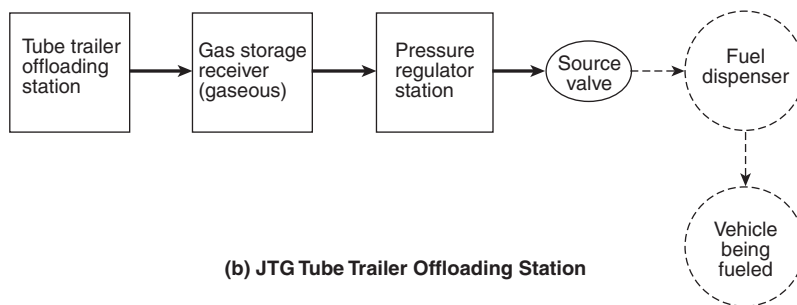 Tube trailer
offloading
station
Gas storage
receiver
(gaseous)
Pressure
regulator
station
Source
valve
Fuel
dispenser
Vehicle
being
fueled
(b) JTG Tube Trailer Offloading Station